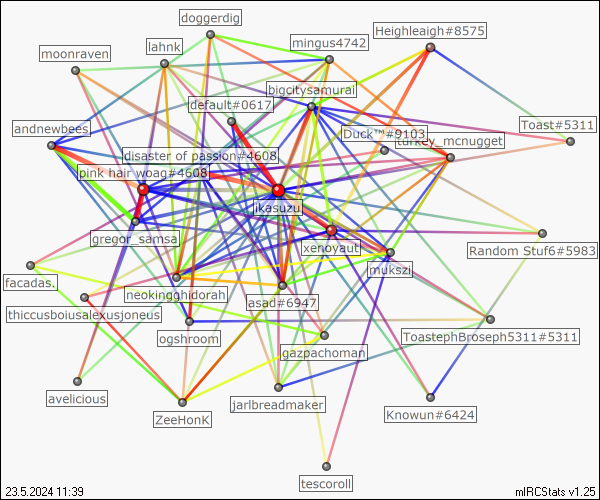 doggerdig
Heighleigh#8575
mingus4742
lahnk
moonraven
bigcitysamurai
default#0617
Toast#5311
andnewbees
Duck™#9103
turkey_mcnugget
disaster of passion#4608
pink hair woag#4608
jkasuzu
gregor_samsa
xenoyaut
Random Stuf6#5983
mukszi
facadas.
neokingghidorah
asad#6947
thiccusboiusalexusjoneus
ogshroom
ToastephBroseph5311#5311
gazpachoman
avelicious
jarlbreadmaker
ZeeHonK
Knowun#6424
tescoroll
23.5.2024 11:39
mIRCStats v1.25